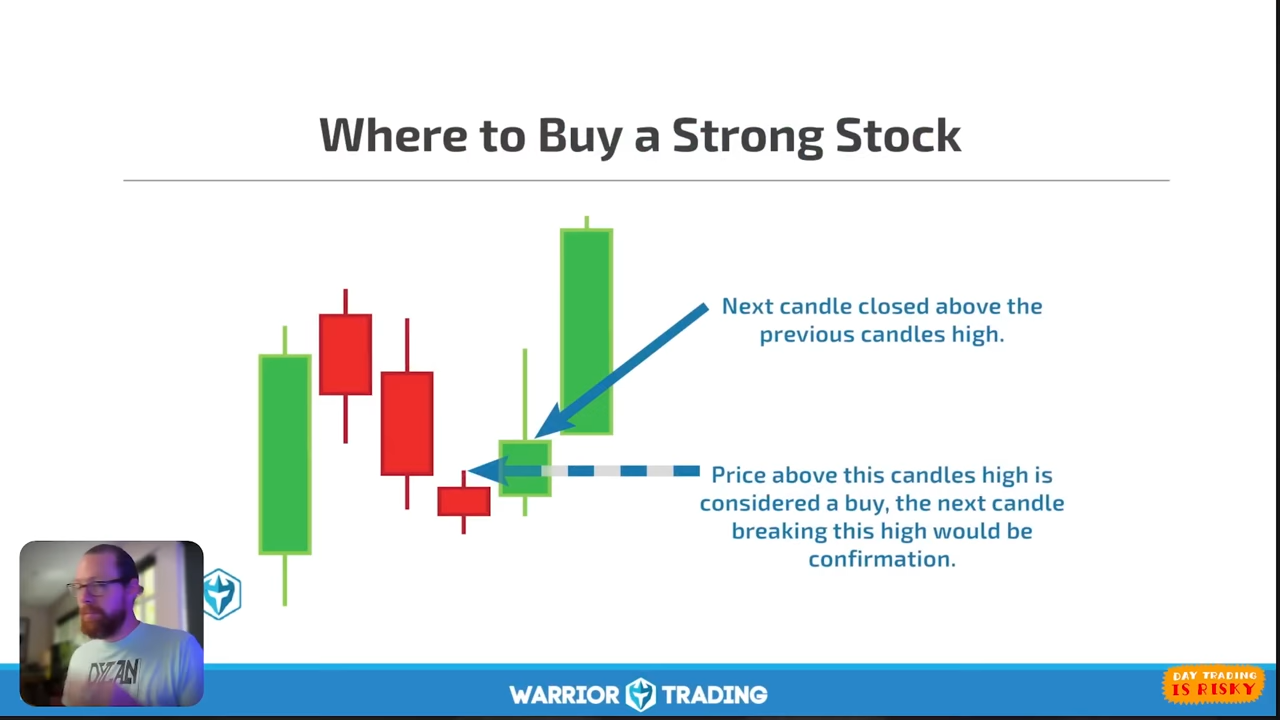 Where to Buy a Strong Stock
Next candle closed above the
previous candles high.
Price above this candles high is
considered a buy, the next candle
breaking this high would be
confirmation.
DYLAN
WARRIOR TRADING
DAY TRADING
IS RISKY